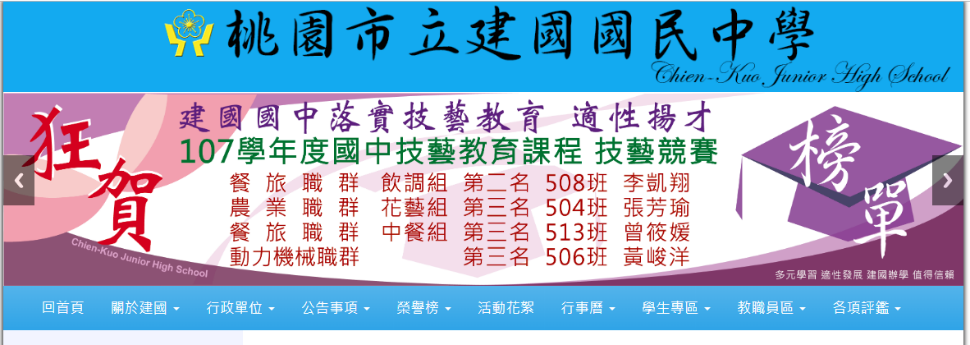 桃園市立建國國民中學
Chien-Kuo Junior High School
建國國中落實技藝教育 適性揚才
107學年度國中技藝教育課程 技藝競賽
狂賀
餐旅職群 飲調組 第二名 508班 李凱翔
農業職群 花藝組 第三名 504班 張芳瑜
餐旅職群 中餐組 第三名 513班 曾筱媛
動力機械職群 第三名 506班 黃峻洋
榜單
Chien-Kuo Junior High School
多元學習 適性發展 建國辦學 值得信賴
回首頁 關於建國 行政單位 公告事項 榮譽榜 活動花絮 行事曆 學生專區 教職員區 各項評鑑